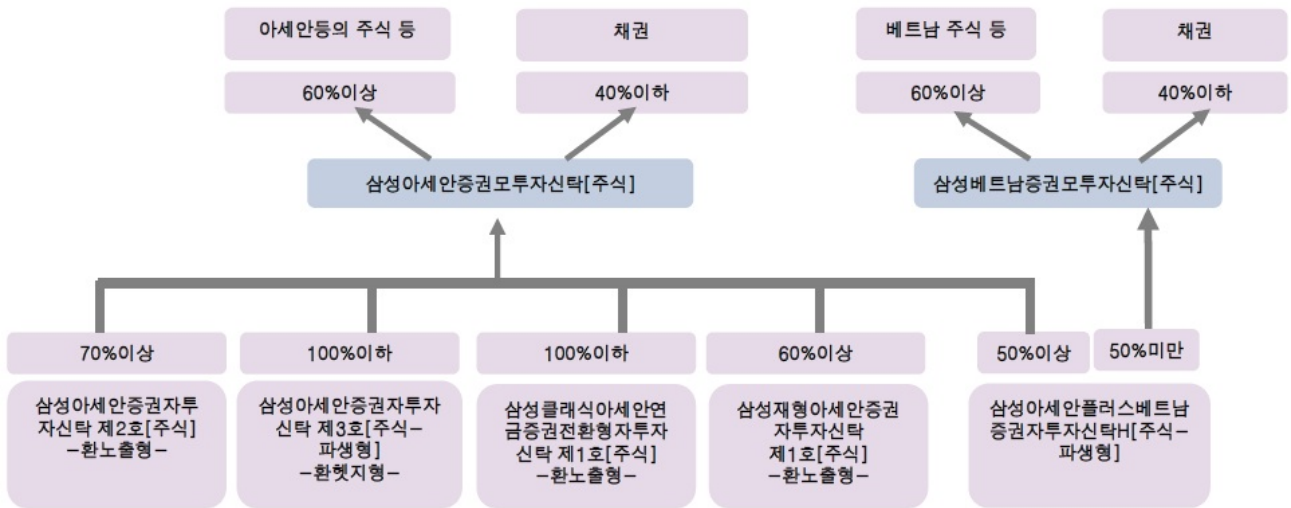 아세안등의 주식 등
채권
베트남 주식 등
채권
60%이상
40%이하
60%이상
40%이하
삼성아세안증권모투자신탁[주식]
삼성베트남증권모투자신탁[주식]
70%이상
100%이하
100%이하
60%이상
50%이상
50%미만
삼성아세안증권자투
자신탁 제2호[주식]
-환노출형-
삼성아세안증권자투자
신탁 제3호[주식-
파생형]
-환헷지형-
삼성클래식아세안연
금증권전환형자투자
신탁 제1호[주식]
-환노출형-
삼성재형아세안증권
자투자신탁
제1호[주식]
-환노출형-
삼성아세안플러스베트남
증권자투자신탁H[주식-
파생형]